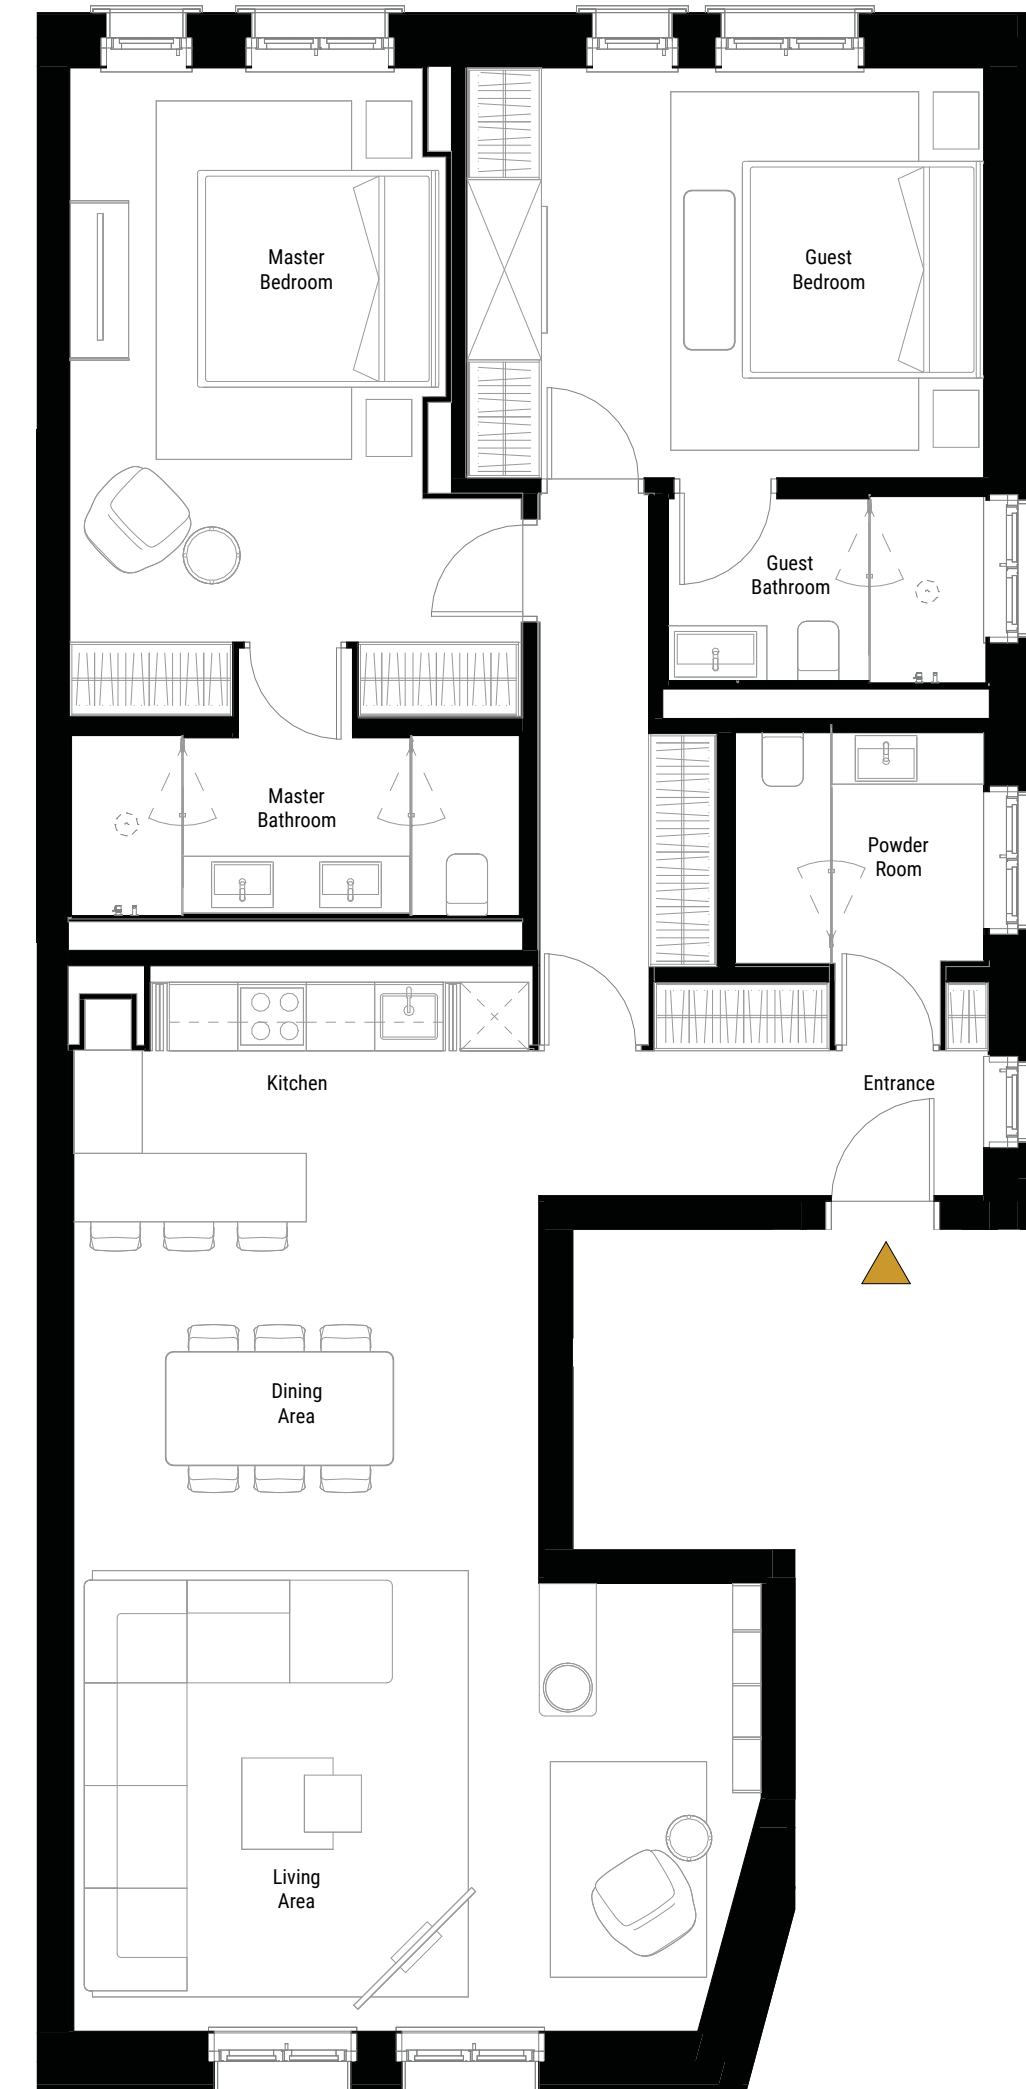 Master
Bedroom
Guest
Bedroom
Guest
Bathroom
Master
Bathroom
Powder
Room
Kitchen
Entrance
Dining
Area
Living
Area